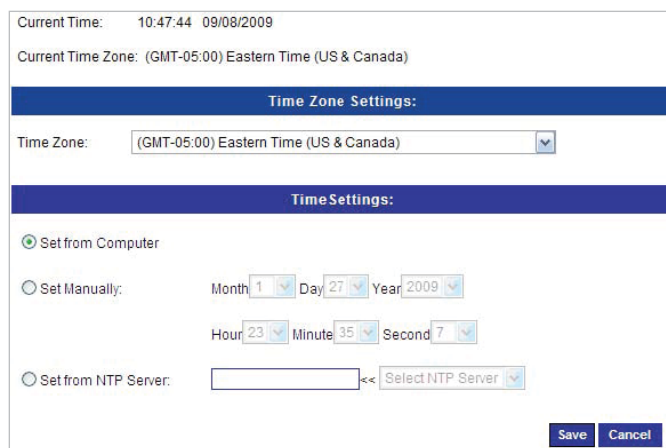 Current Time: 10:47:44 09/08/2009
Current Time Zone: (GMT-05:00) Eastern Time (US & Canada)
Time Zone Settings:
Time Zone: (GMT-05:00) Eastern Time (US & Canada)
Time Settings:
Set from Computer
Set Manually: Month 1 Day 27 Year 2009
Hour 23 Minute 35 Second 7
Set from NTP Server: << Select NTP Server
Save Cancel